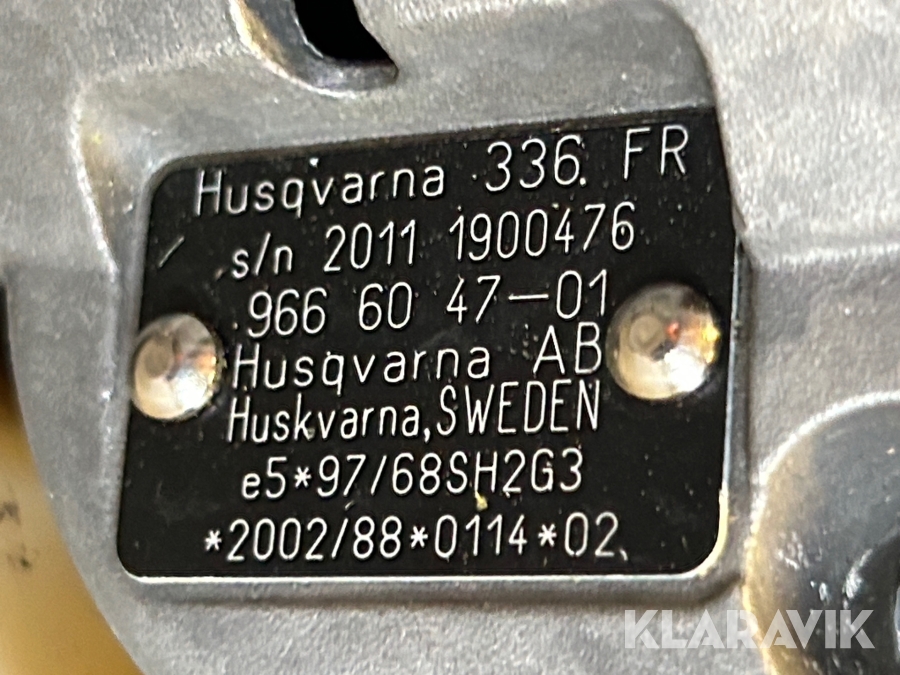 Husqvarna 336 FR
s/n 2011 1900476
966 60 47-01
Husqvarna AB
Huskvarna, SWEDEN
e5*97/68SH2G3
*2002/88*0114*02
KLARAVIK